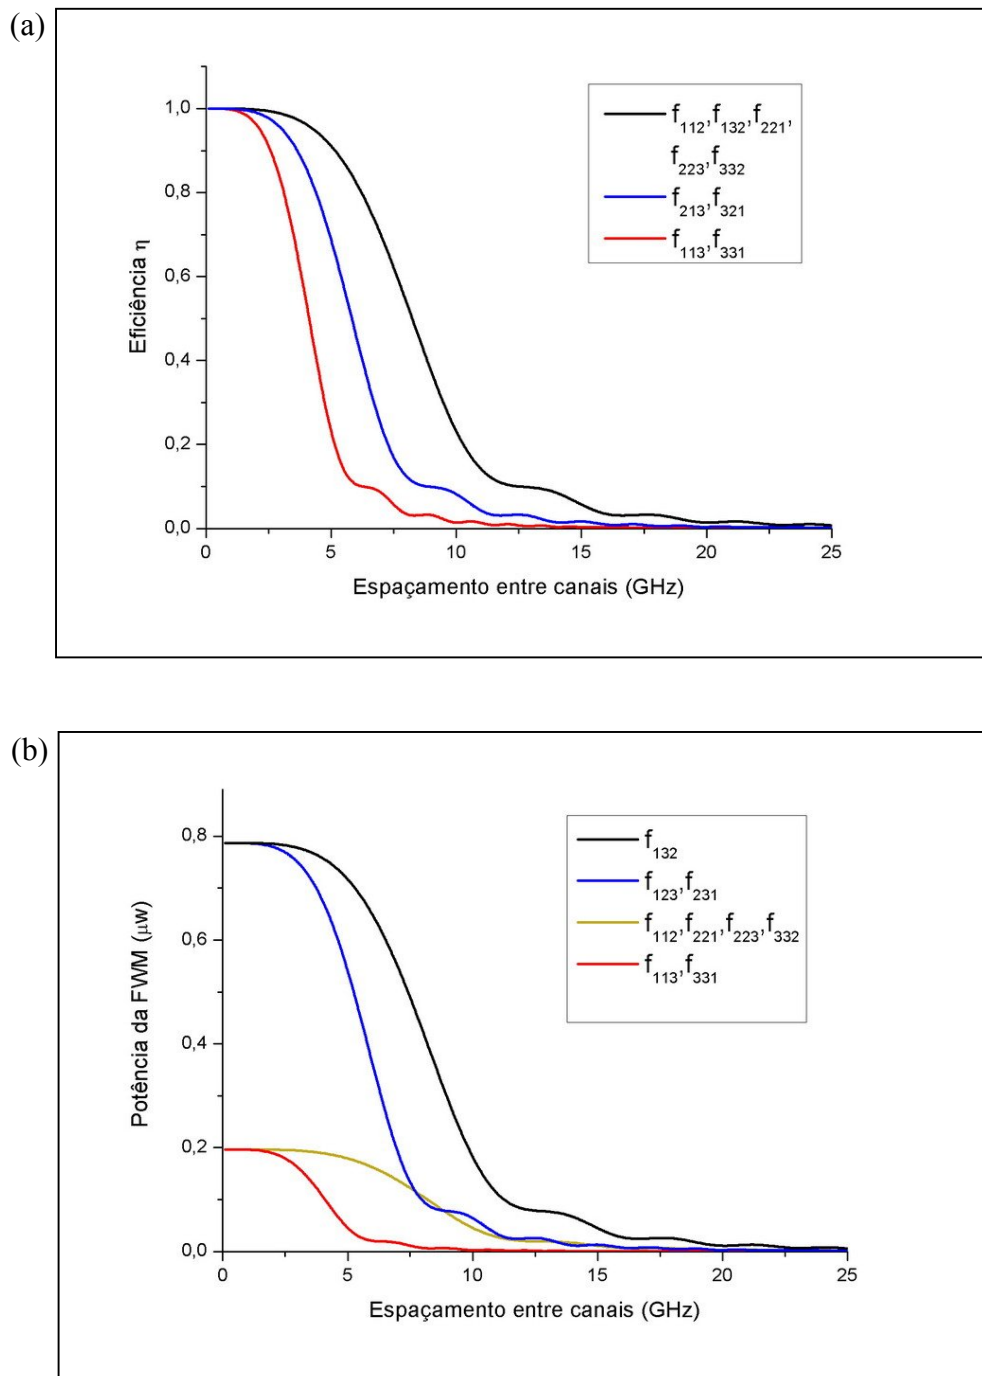 (a)
f112,f132,f221,
f223,f332
f213,f321
f113,f331
1,0
0,8
0,6
0,4
0,2
0,0
Eficiência η
0 5 10 15 20 25
Espaçamento entre canais (GHz)
(b)
f132
f123,f231
f112,f221,f223,f332
f113,f331
0,8
0,6
0,4
0,2
0,0
Potência da FWM (μw)
0 5 10 15 20 25
Espaçamento entre canais (GHz)